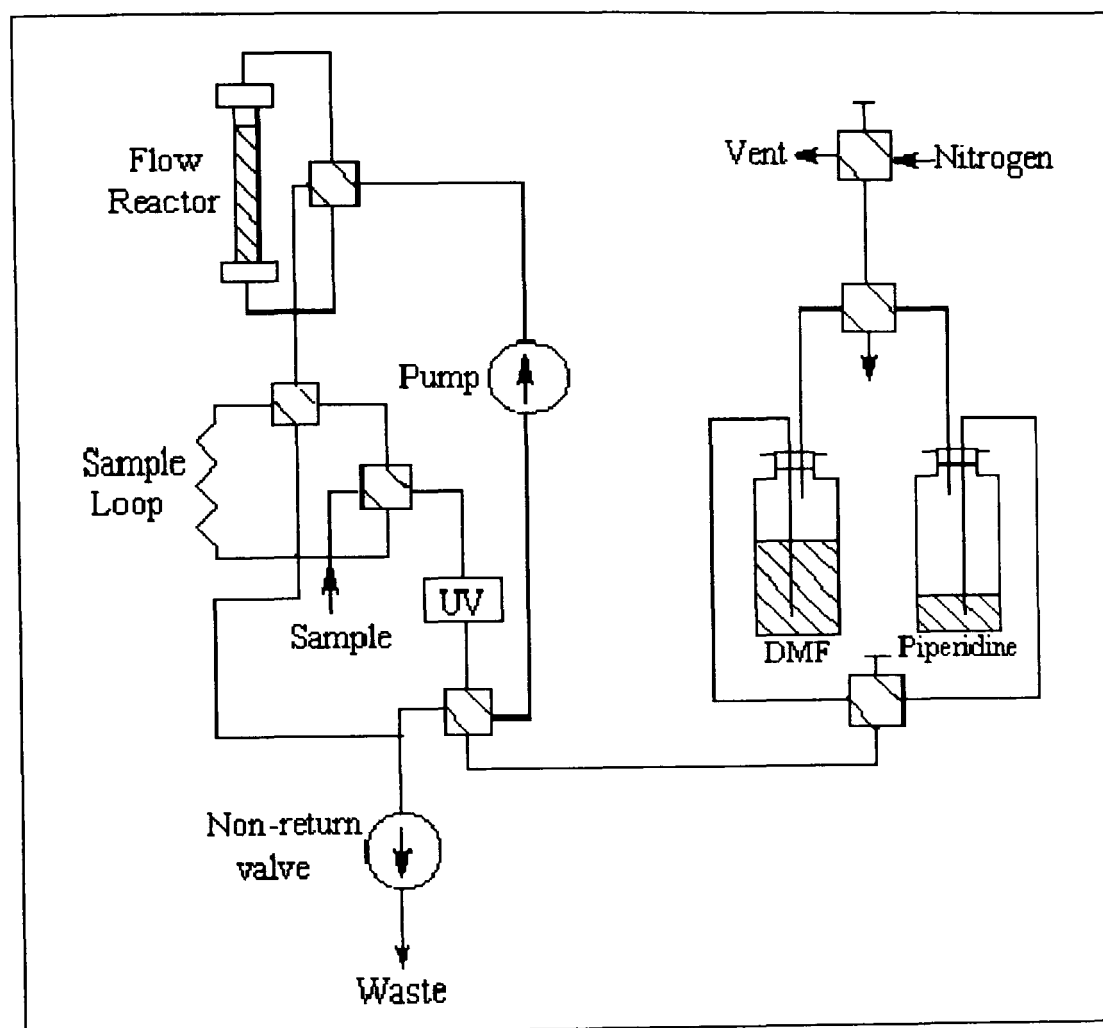 Flow
Reactor
Vent
Nitrogen
Pump
Sample
Loop
UV
Sample
DMF
Piperidine
Non-return
valve
Waste